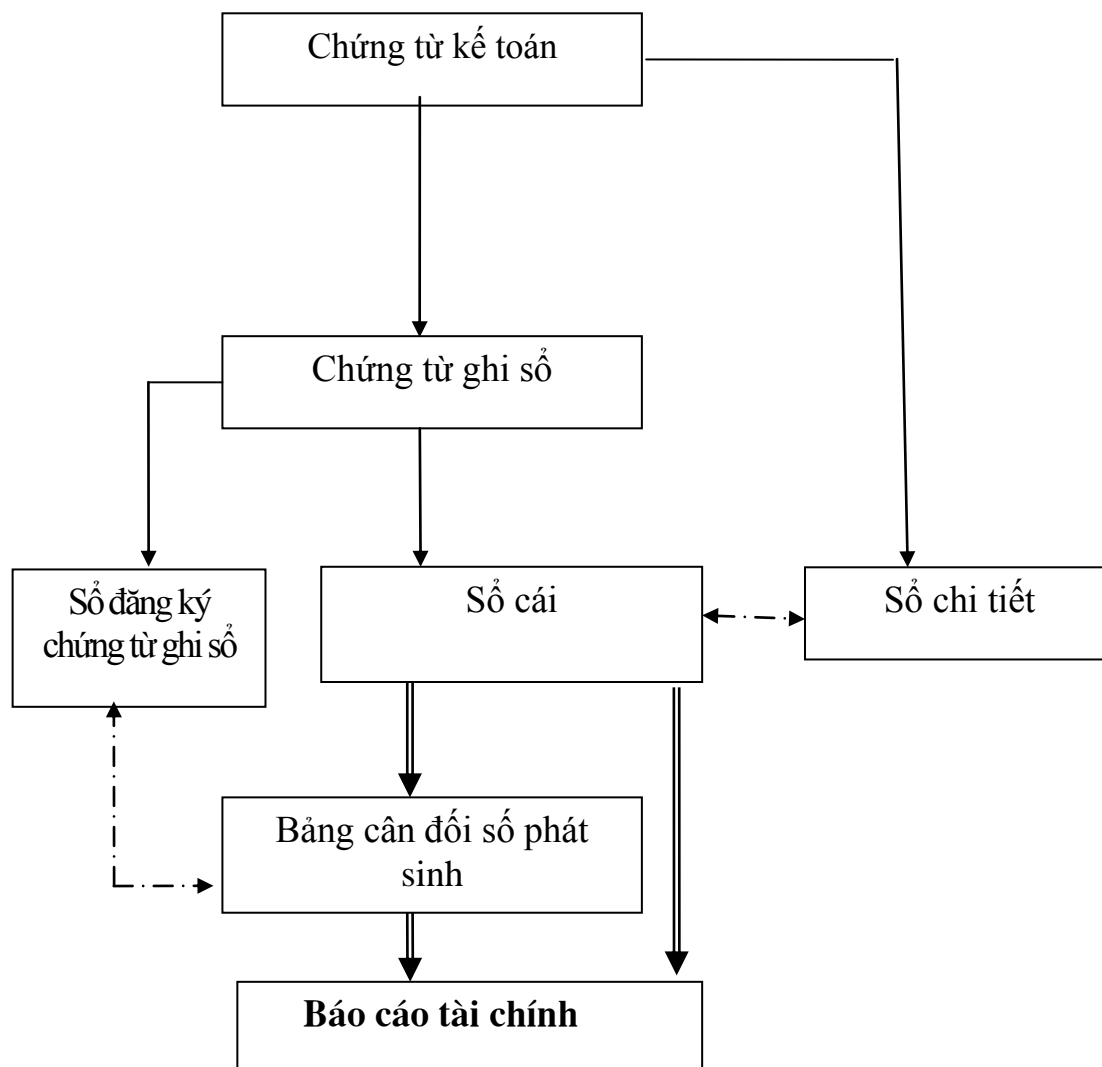 Chứng từ kế toán
Chứng từ ghi sổ
Sổ đăng ký
chứng từ ghi sổ
Sổ cái
Sổ chi tiết
Bảng cân đối số phát
sinh
Báo cáo tài chính